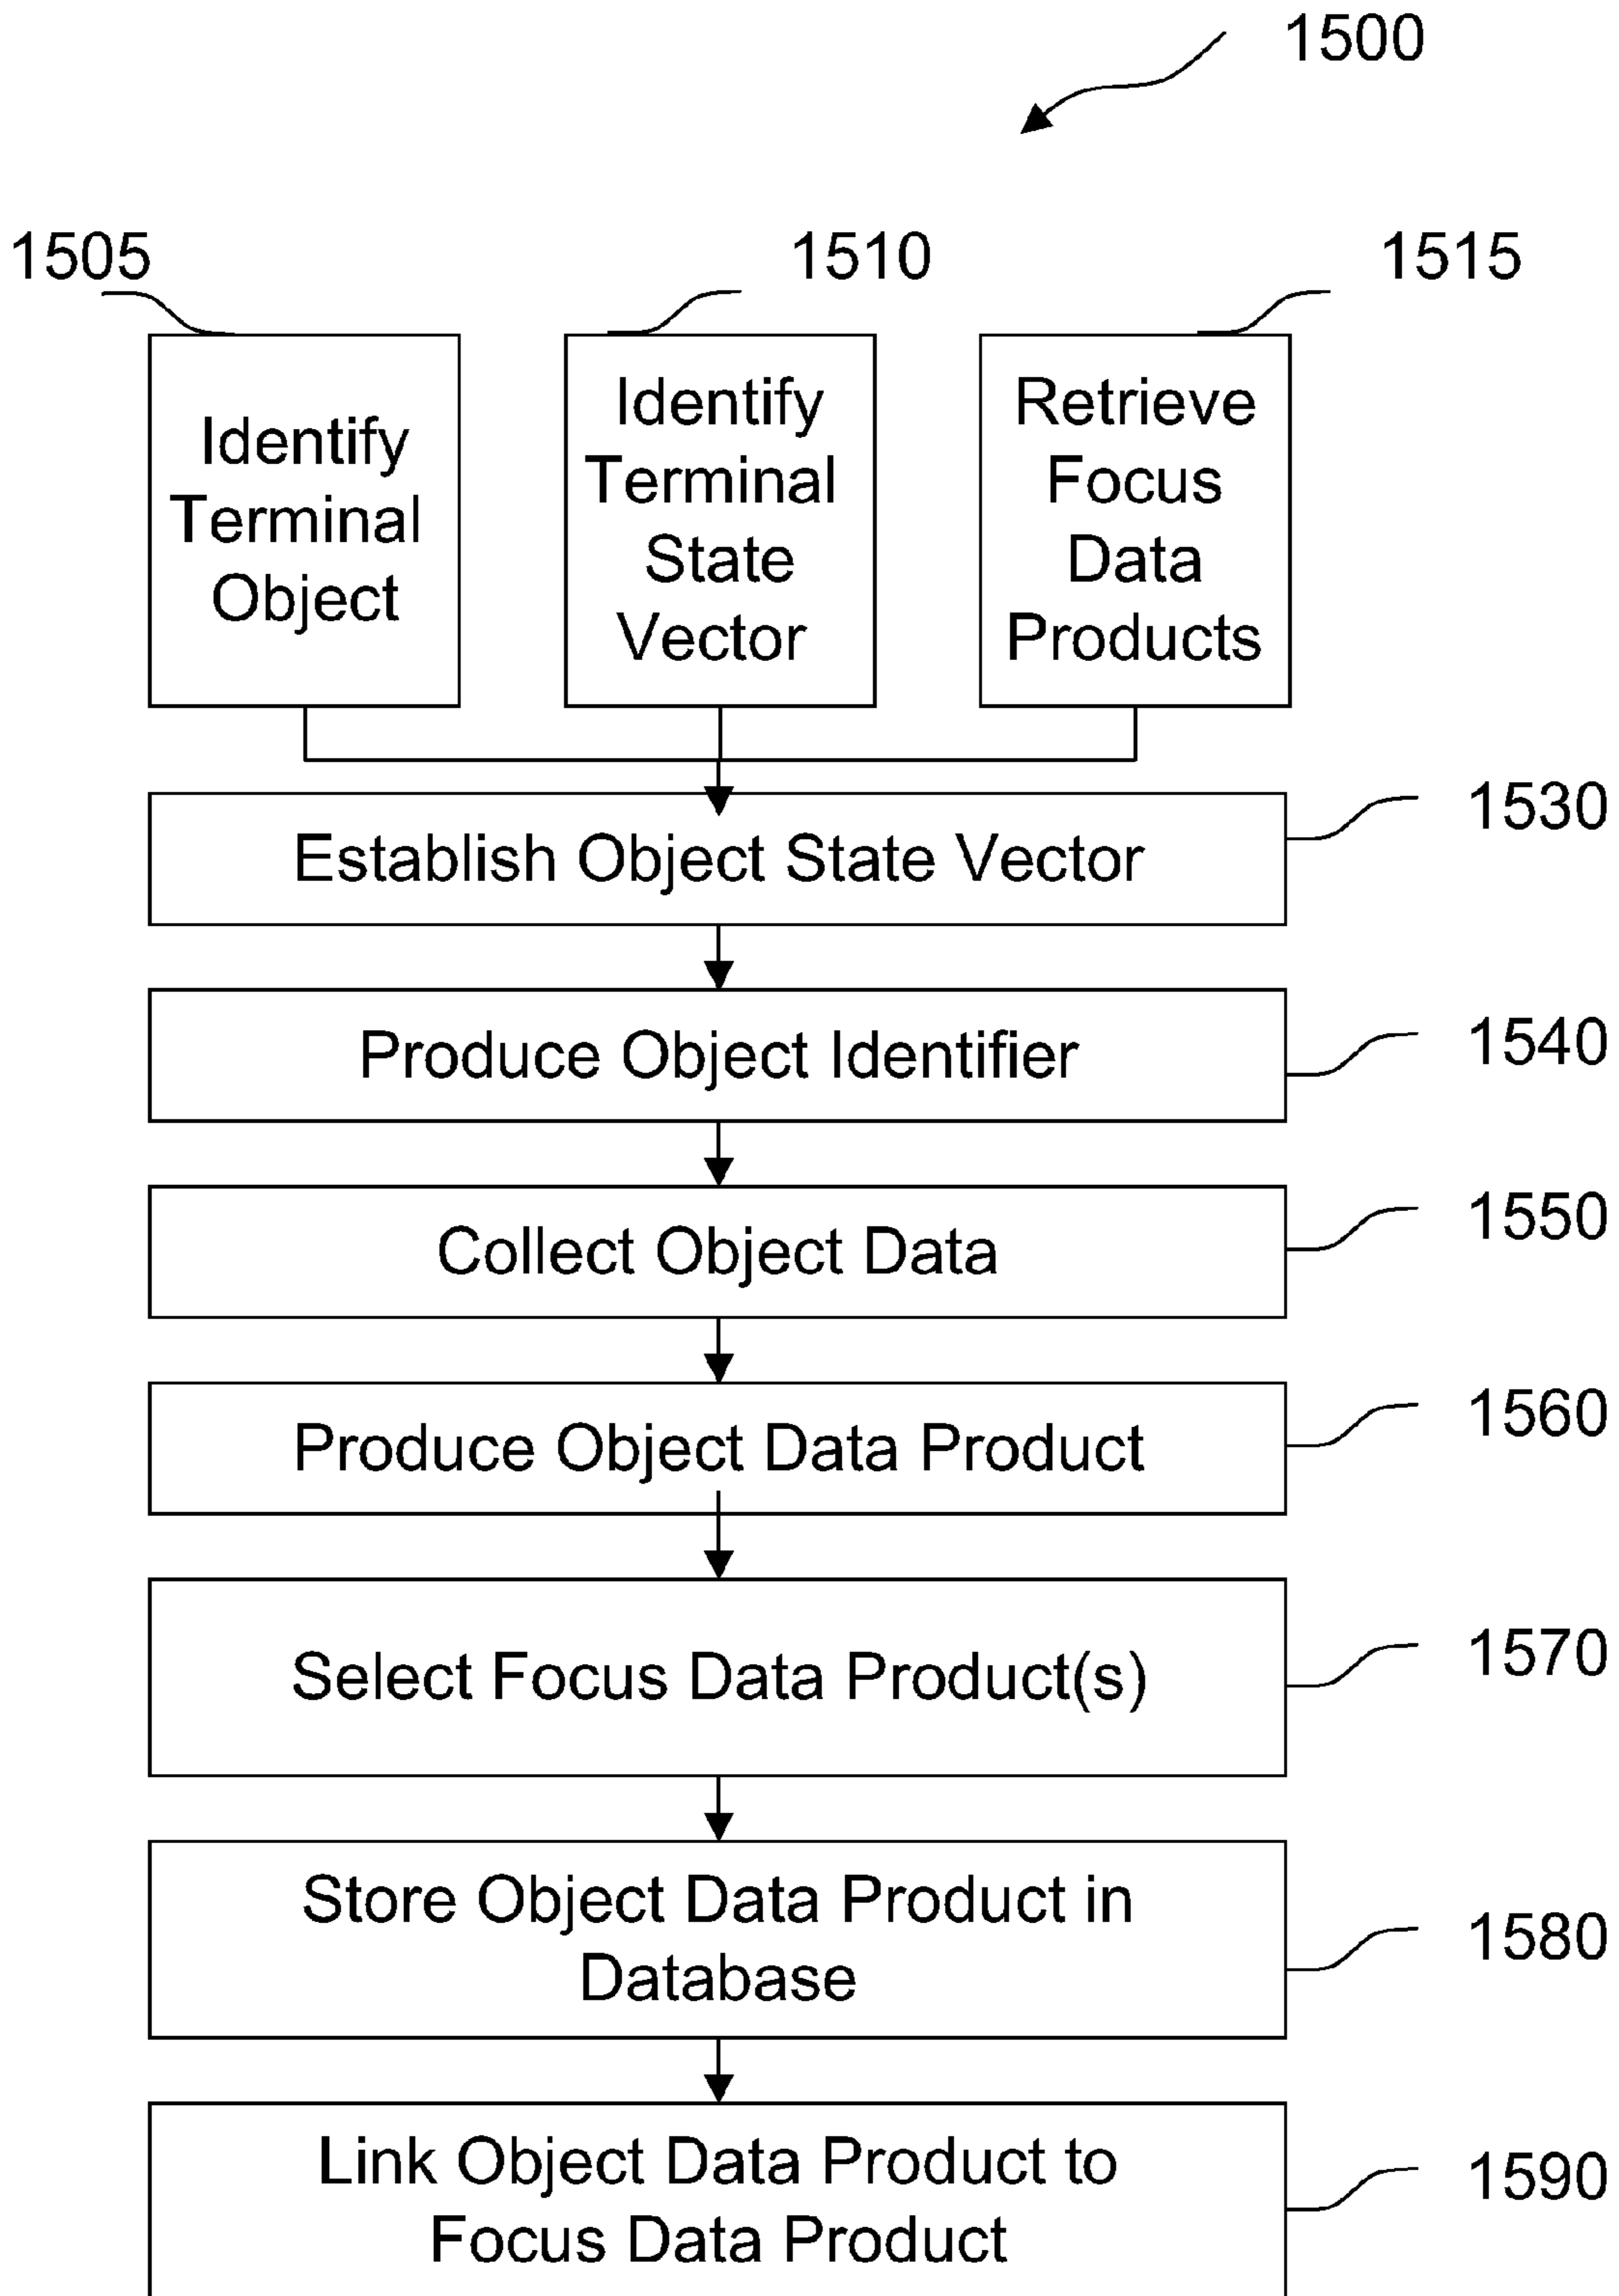 1500
1505
1510
1515
Identify
Terminal
Object
Identify
Terminal
State
Vector
Retrieve
Focus
Data
Products
Establish Object State Vector
1530
Produce Object Identifier
1540
Collect Object Data
1550
Produce Object Data Product
1560
Select Focus Data Product(s)
1570
Store Object Data Product in
Database
1580
Link Object Data Product to
Focus Data Product
1590